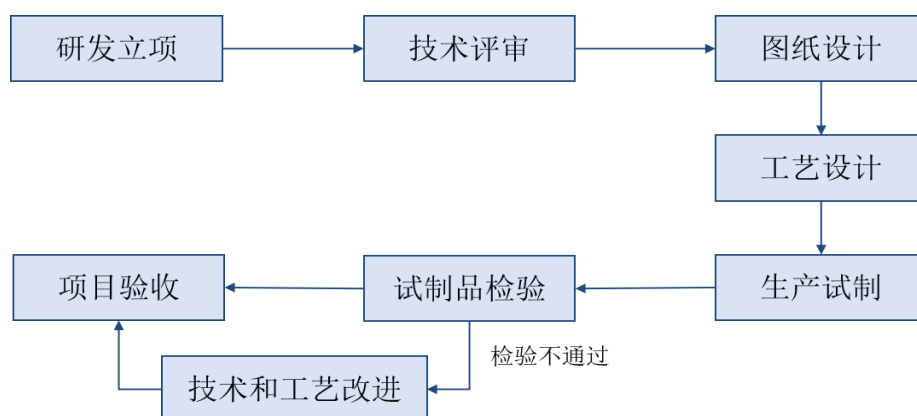 研发立项
技术评审
图纸设计
工艺设计
项目验收
试制品检验
生产试制
检验不通过
技术和工艺改进